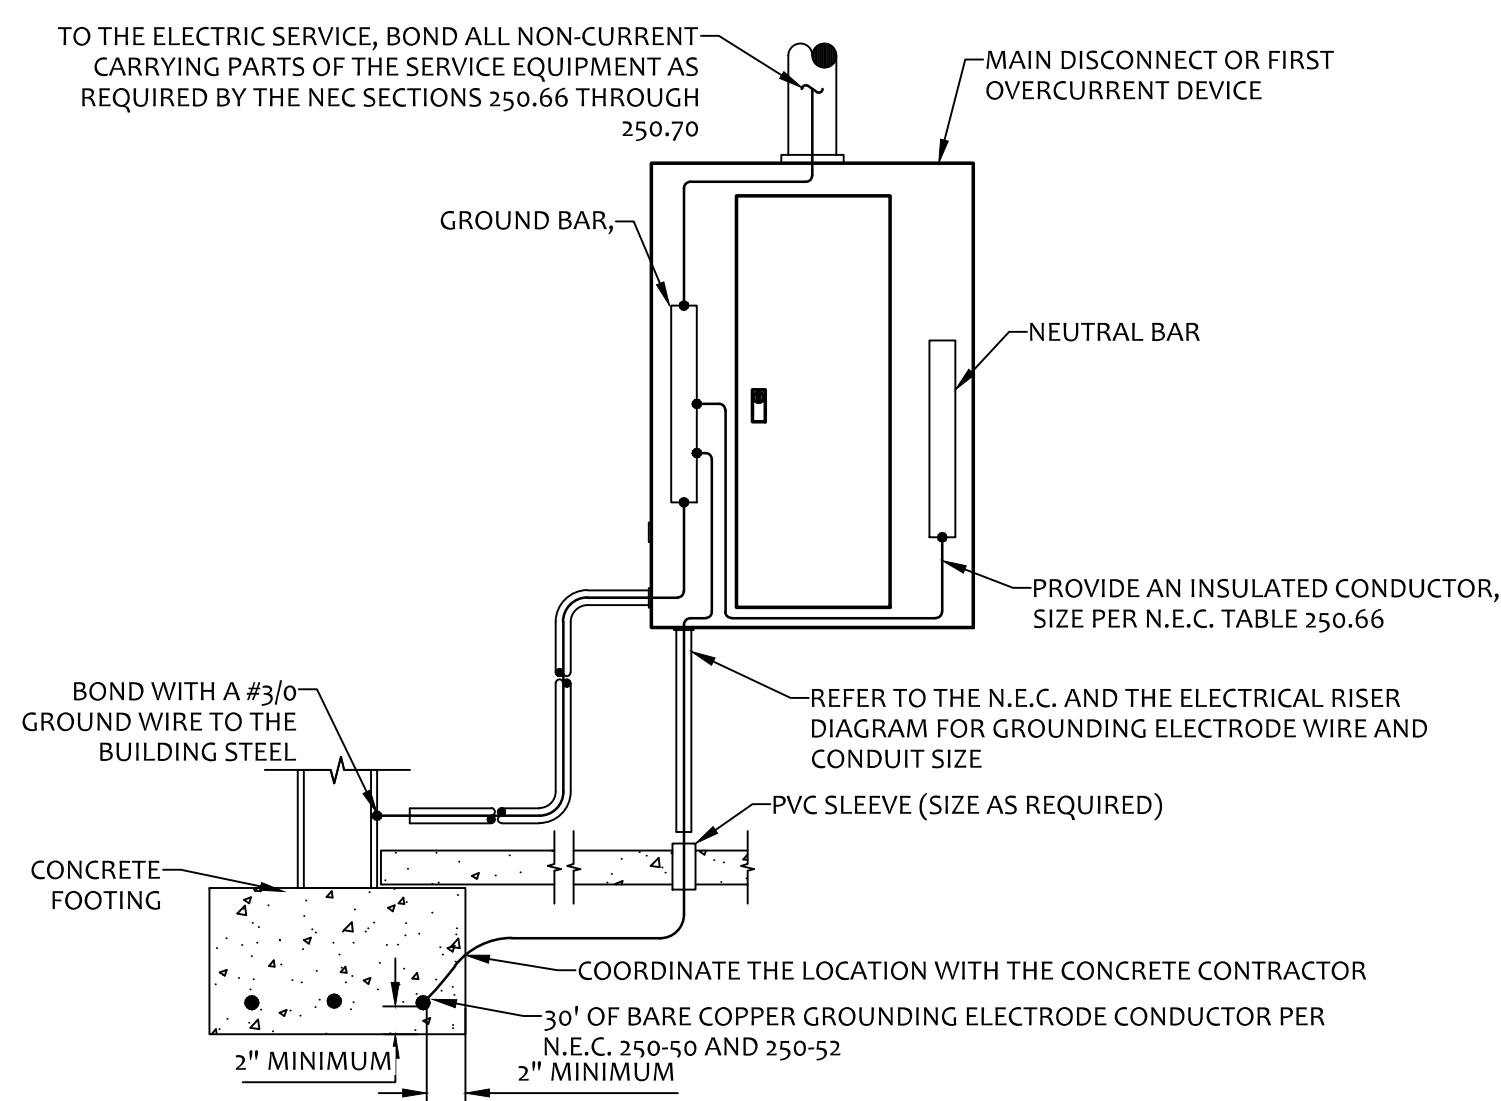 TO THE ELECTRIC SERVICE, BOND ALL NON-CURRENT
CARRYING PARTS OF THE SERVICE EQUIPMENT AS
REQUIRED BY THE NEC SECTIONS 250.66 THROUGH
250.70
MAIN DISCONNECT OR FIRST
OVERCURRENT DEVICE
GROUND BAR,
NEUTRAL BAR
PROVIDE AN INSULATED CONDUCTOR,
SIZE PER N.E.C. TABLE 250.66
BOND WITH A #3/0
GROUND WIRE TO THE
BUILDING STEEL
REFER TO THE N.E.C. AND THE ELECTRICAL RISER
DIAGRAM FOR GROUNDING ELECTRODE WIRE AND
CONDUIT SIZE
PVC SLEEVE (SIZE AS REQUIRED)
CONCRETE
FOOTING
COORDINATE THE LOCATION WITH THE CONCRETE CONTRACTOR
30' OF BARE COPPER GROUNDING ELECTRODE CONDUCTOR PER
N.E.C. 250-50 AND 250-52
2" MINIMUM
2" MINIMUM